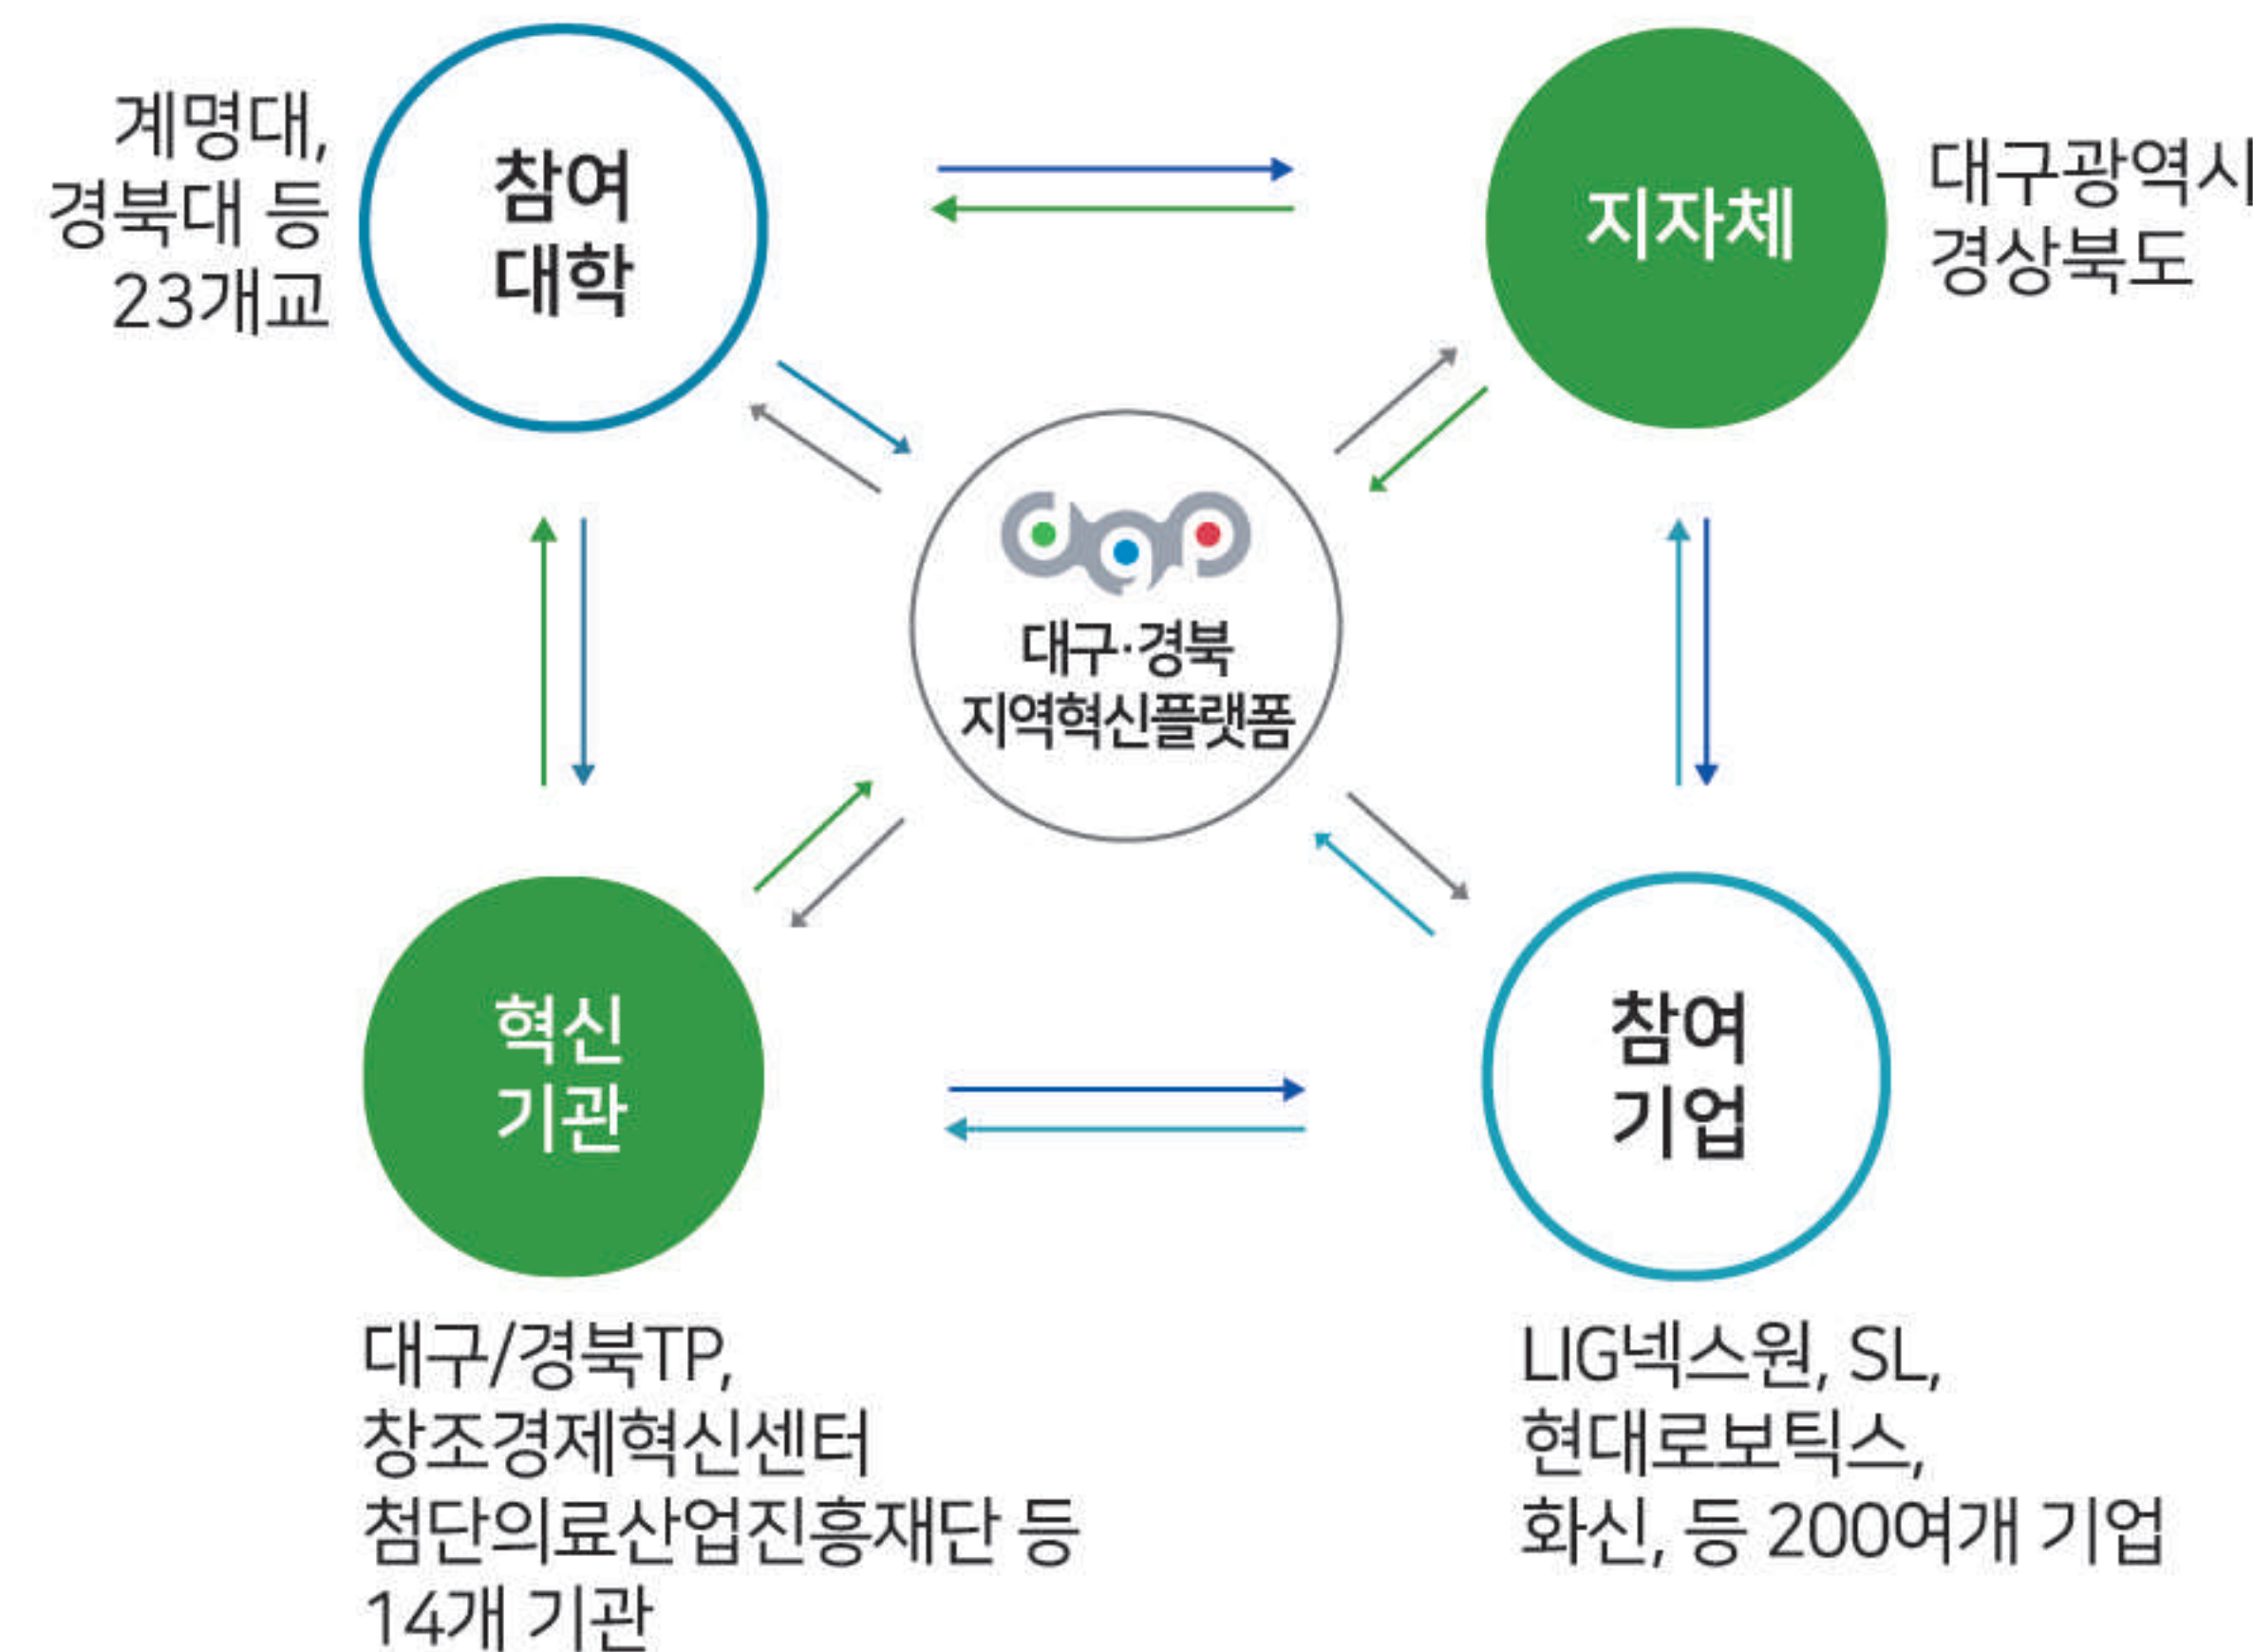 계명대,
경북대 등
23개교
참여
대학
지자체
대구광역시
경상북도
dgp
대구·경북
지역혁신플랫폼
혁신
기관
참여
기업
대구/경북TP,
창조경제혁신센터
첨단의료산업진흥재단 등
14개 기관
LIG넥스원, SL,
현대로보틱스,
화신, 등 200여개 기업